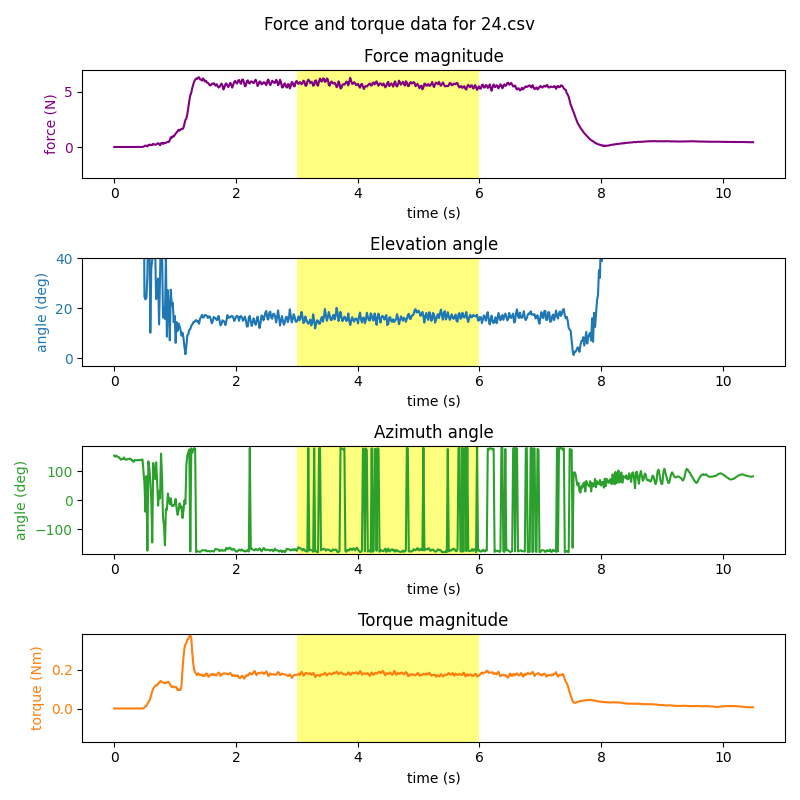 Force and torque data for 24.csv
Force magnitude
force (N)
5
0
0 2 4 6 8 10
time (s)
Elevation angle
angle (deg)
40
20
0
0 2 4 6 8 10
time (s)
Azimuth angle
angle (deg)
100
0
−100
0 2 4 6 8 10
time (s)
Torque magnitude
torque (Nm)
0.2
0.0
0 2 4 6 8 10
time (s)